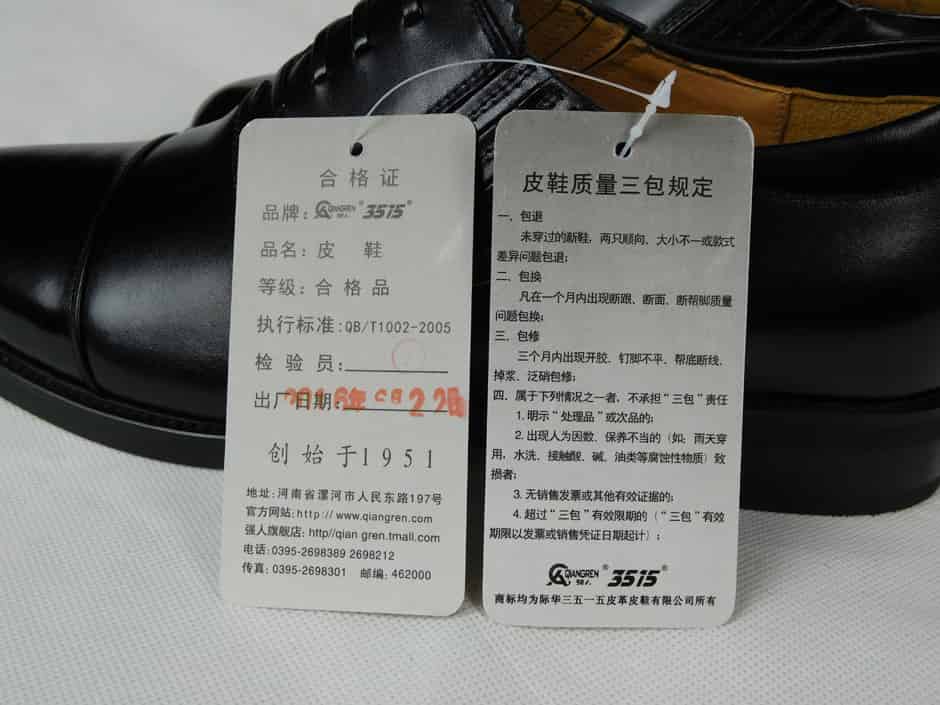 合格证
品牌: QIANGREN 强人® 3515®
品名: 皮 鞋
等级: 合格品
执行标准:QB/T1002-2005
检 验 员:
出厂日期: 2016年 2 2日
创始于1951
地址: 河南省漯河市人民东路197号
官方网站: http// www.qiangren.com
强人旗舰店: http//qian gren.tmall.com
电话: 0395-2698389 2698212
传真: 0395-2698301 邮编: 462000
皮鞋质量三包规定
一、包退
未穿过的新鞋, 两只顺向、大小不一或款式
差异问题包退;
二、包换
凡在一个月内出现断跟、断面、断帮脚质量
问题包换;
三、包修
三个月内出现开胶、钉脚不平、帮底断线、
掉浆、泛硝包修;
四、属于下列情况之一者, 不承担“三包”责任
1. 明示“处理品”或次品的;
2. 出现人为因数、保养不当的 (如: 雨天穿
用, 水洗、接触酸、碱、油类等腐蚀性物质) 致
损者;
3. 无销售发票或其他有效证据的;
4. 超过“三包”有效限期的 (“三包”有效
期限以发票或销售凭证日期起计) ;
QIANGREN 强人® 3515®
商标均为际华三五一五皮革皮鞋有限公司所有